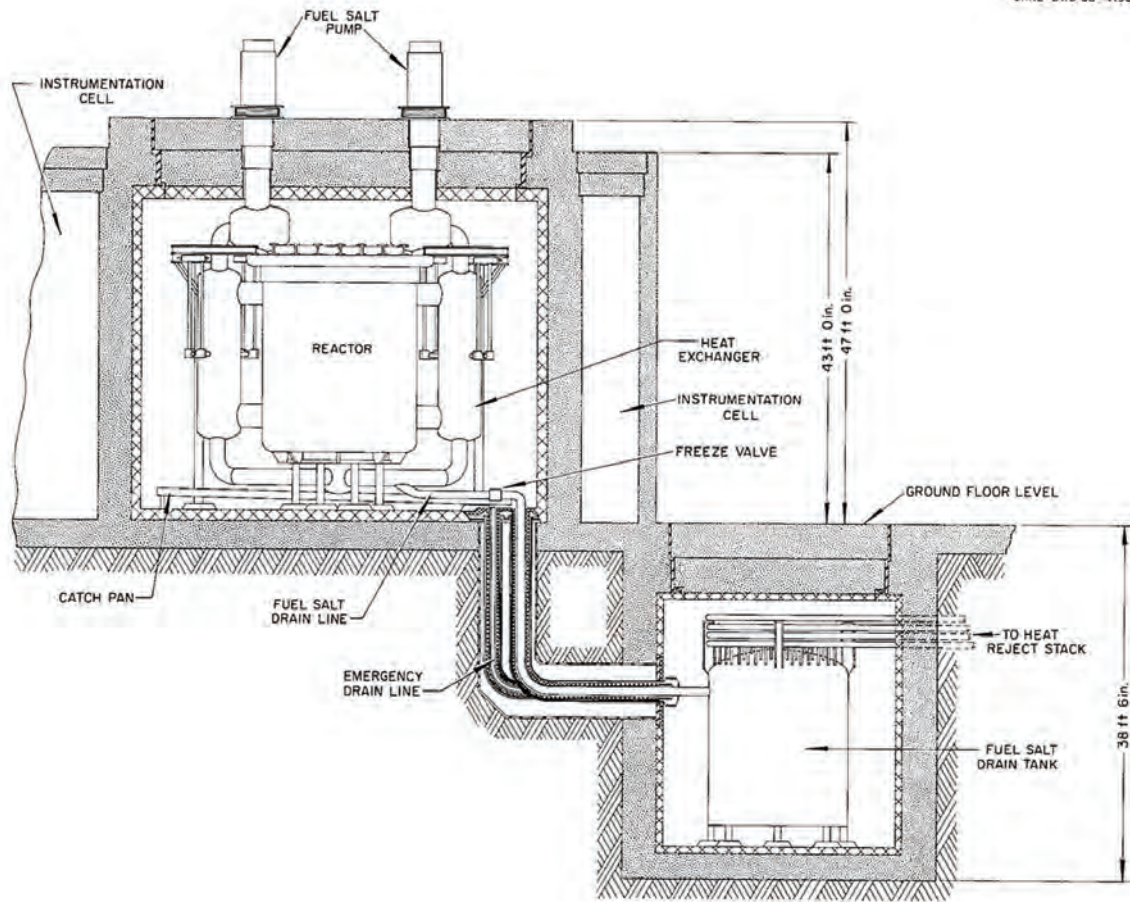 FUEL SALT
PUMP
INSTRUMENTATION
CELL
43 ft 0 in.
47 ft 0 in.
REACTOR
HEAT
EXCHANGER
INSTRUMENTATION
CELL
FREEZE VALVE
GROUND FLOOR LEVEL
CATCH PAN
FUEL SALT
DRAIN LINE
TO HEAT
REJECT STACK
EMERGENCY
DRAIN LINE
38 ft 6 in.
FUEL SALT
DRAIN TANK